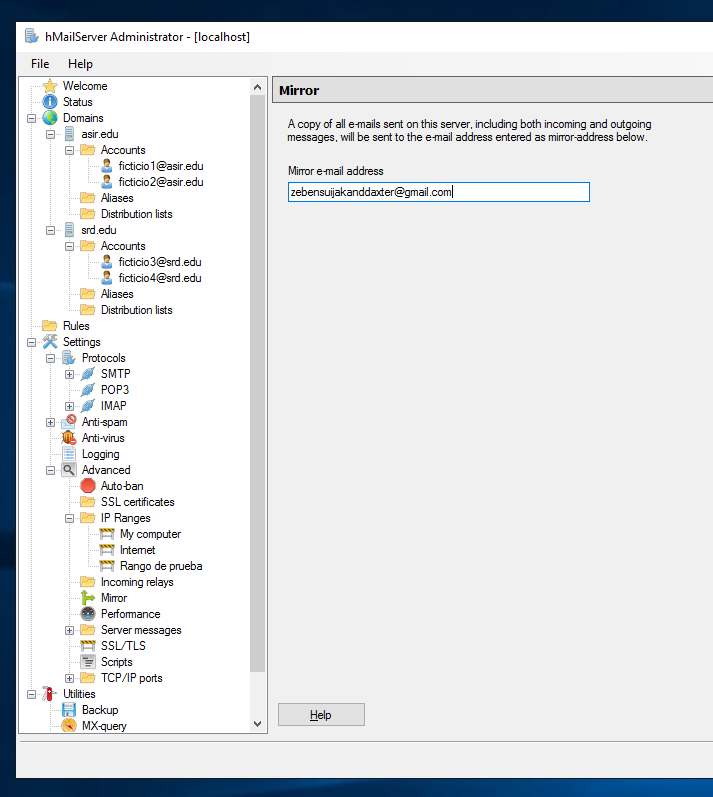 hMailServer Administrator - [localhost]
File Help
Welcome
Status
Domains
asir.edu
Accounts
ficticio1@asir.edu
ficticio2@asir.edu
Aliases
Distribution lists
srd.edu
Accounts
ficticio3@srd.edu
ficticio4@srd.edu
Aliases
Distribution lists
Rules
Settings
Protocols
SMTP
POP3
IMAP
Anti-spam
Anti-virus
Logging
Advanced
Auto-ban
SSL certificates
IP Ranges
My computer
Internet
Rango de prueba
Incoming relays
Mirror
Performance
Server messages
SSL/TLS
Scripts
TCP/IP ports
Utilities
Backup
MX-query
Mirror
A copy of all e-mails sent on this server, including both incoming and outgoing
messages, will be sent to the e-mail address entered as mirror-address below.
Mirror e-mail address
zebensuijakanddaxter@gmail.com
Help